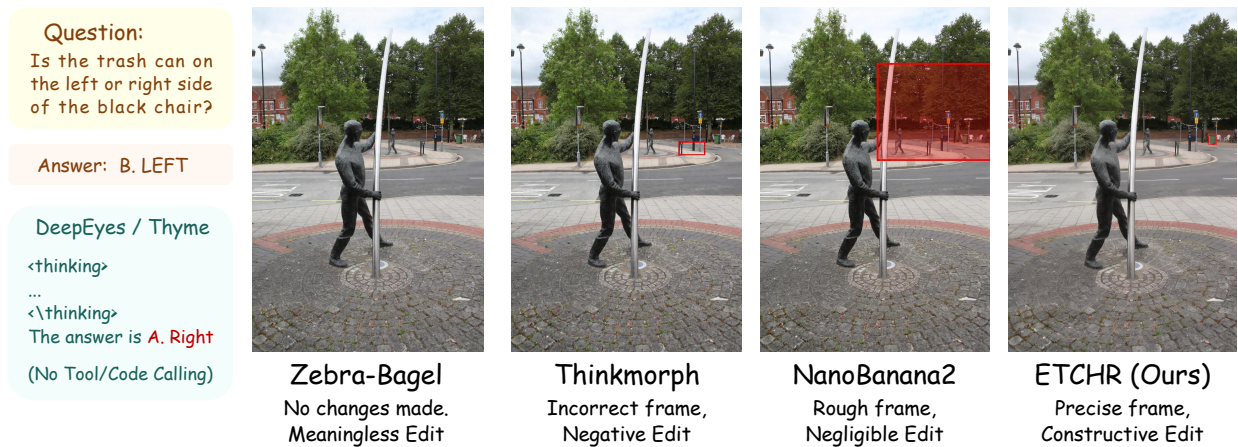 Question:
Is the trash can on
the left or right side
of the black chair?
Answer: B. LEFT
DeepEyes / Thyme
<thinking>
...
<\thinking>
The answer is A. Right
(No Tool/Code Calling)
Zebra-Bagel
No changes made.
Meaningless Edit
Thinkmorph
Incorrect frame,
Negative Edit
NanoBanana2
Rough frame,
Negligible Edit
ETCHR (Ours)
Precise frame,
Constructive Edit